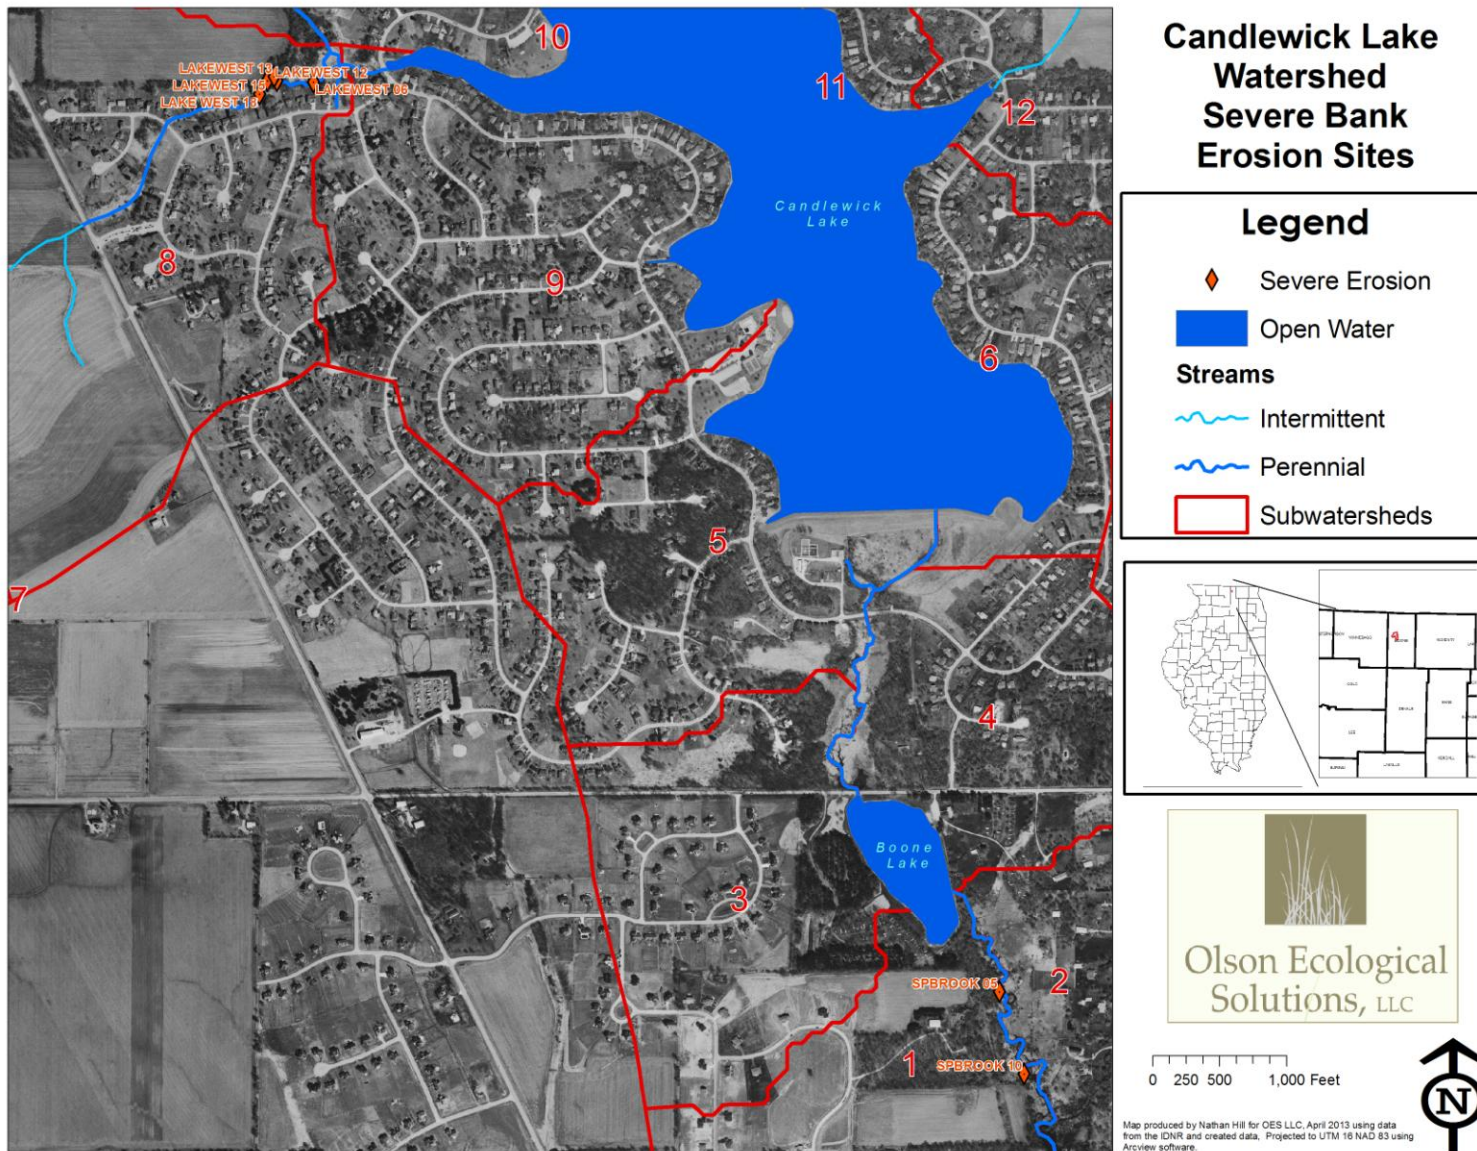 Candlewick Lake
Watershed
Severe Bank
Erosion Sites
Legend
Severe Erosion
Open Water
Streams
Intermittent
Perennial
Subwatersheds
10
11
12
LAKEWEST 13
LAKEWEST 12
LAKEWEST 15
LAKEWEST 06
Candlewick
Lake
8
9
6
7
5
4
Boone
Lake
3
SPBROOK 05
2
1
SPBROOK 10
4
Olson Ecological
Solutions, LLC
0 250 500 1,000 Feet
N
Map produced by Nathan Hill for OES LLC, April 2013 using data
from the IDNR and created data, Projected to UTM 16 NAD 83 using
Arcview software.